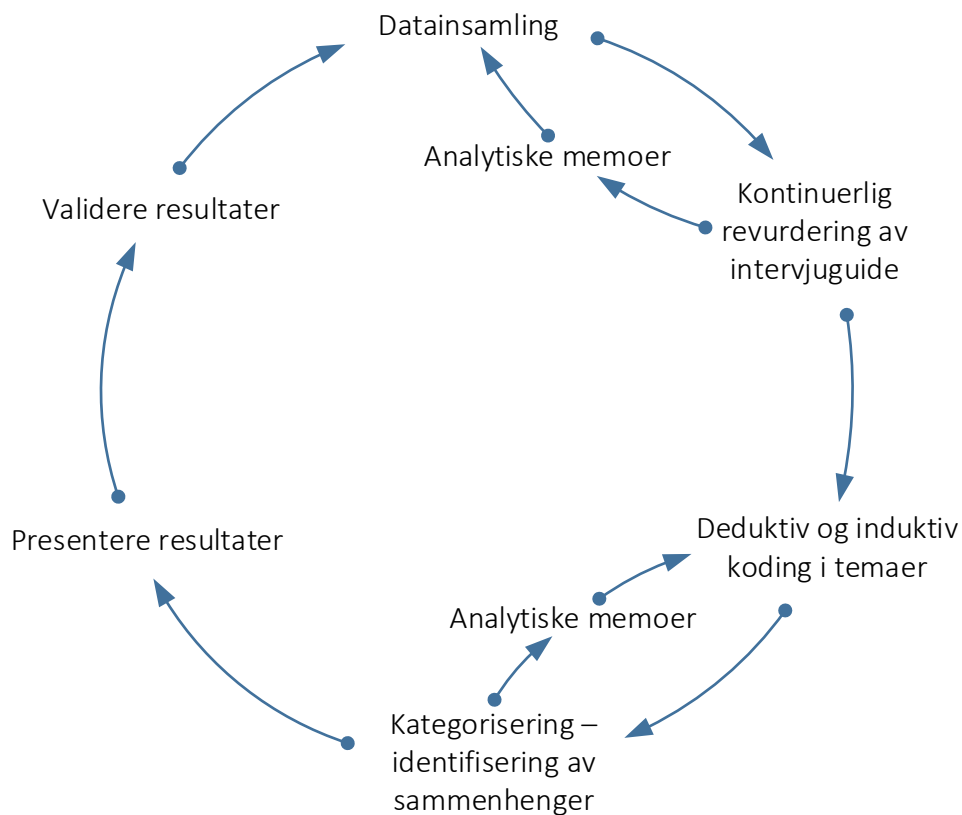 Datainsamling
Analytiske memoer
Kontinuerlig
revurdering av
intervjuguide
Validere resultater
Deduktiv og induktiv
koding i temaer
Presentere resultater
Analytiske memoer
Kategorisering –
identifisering av
sammenhenger